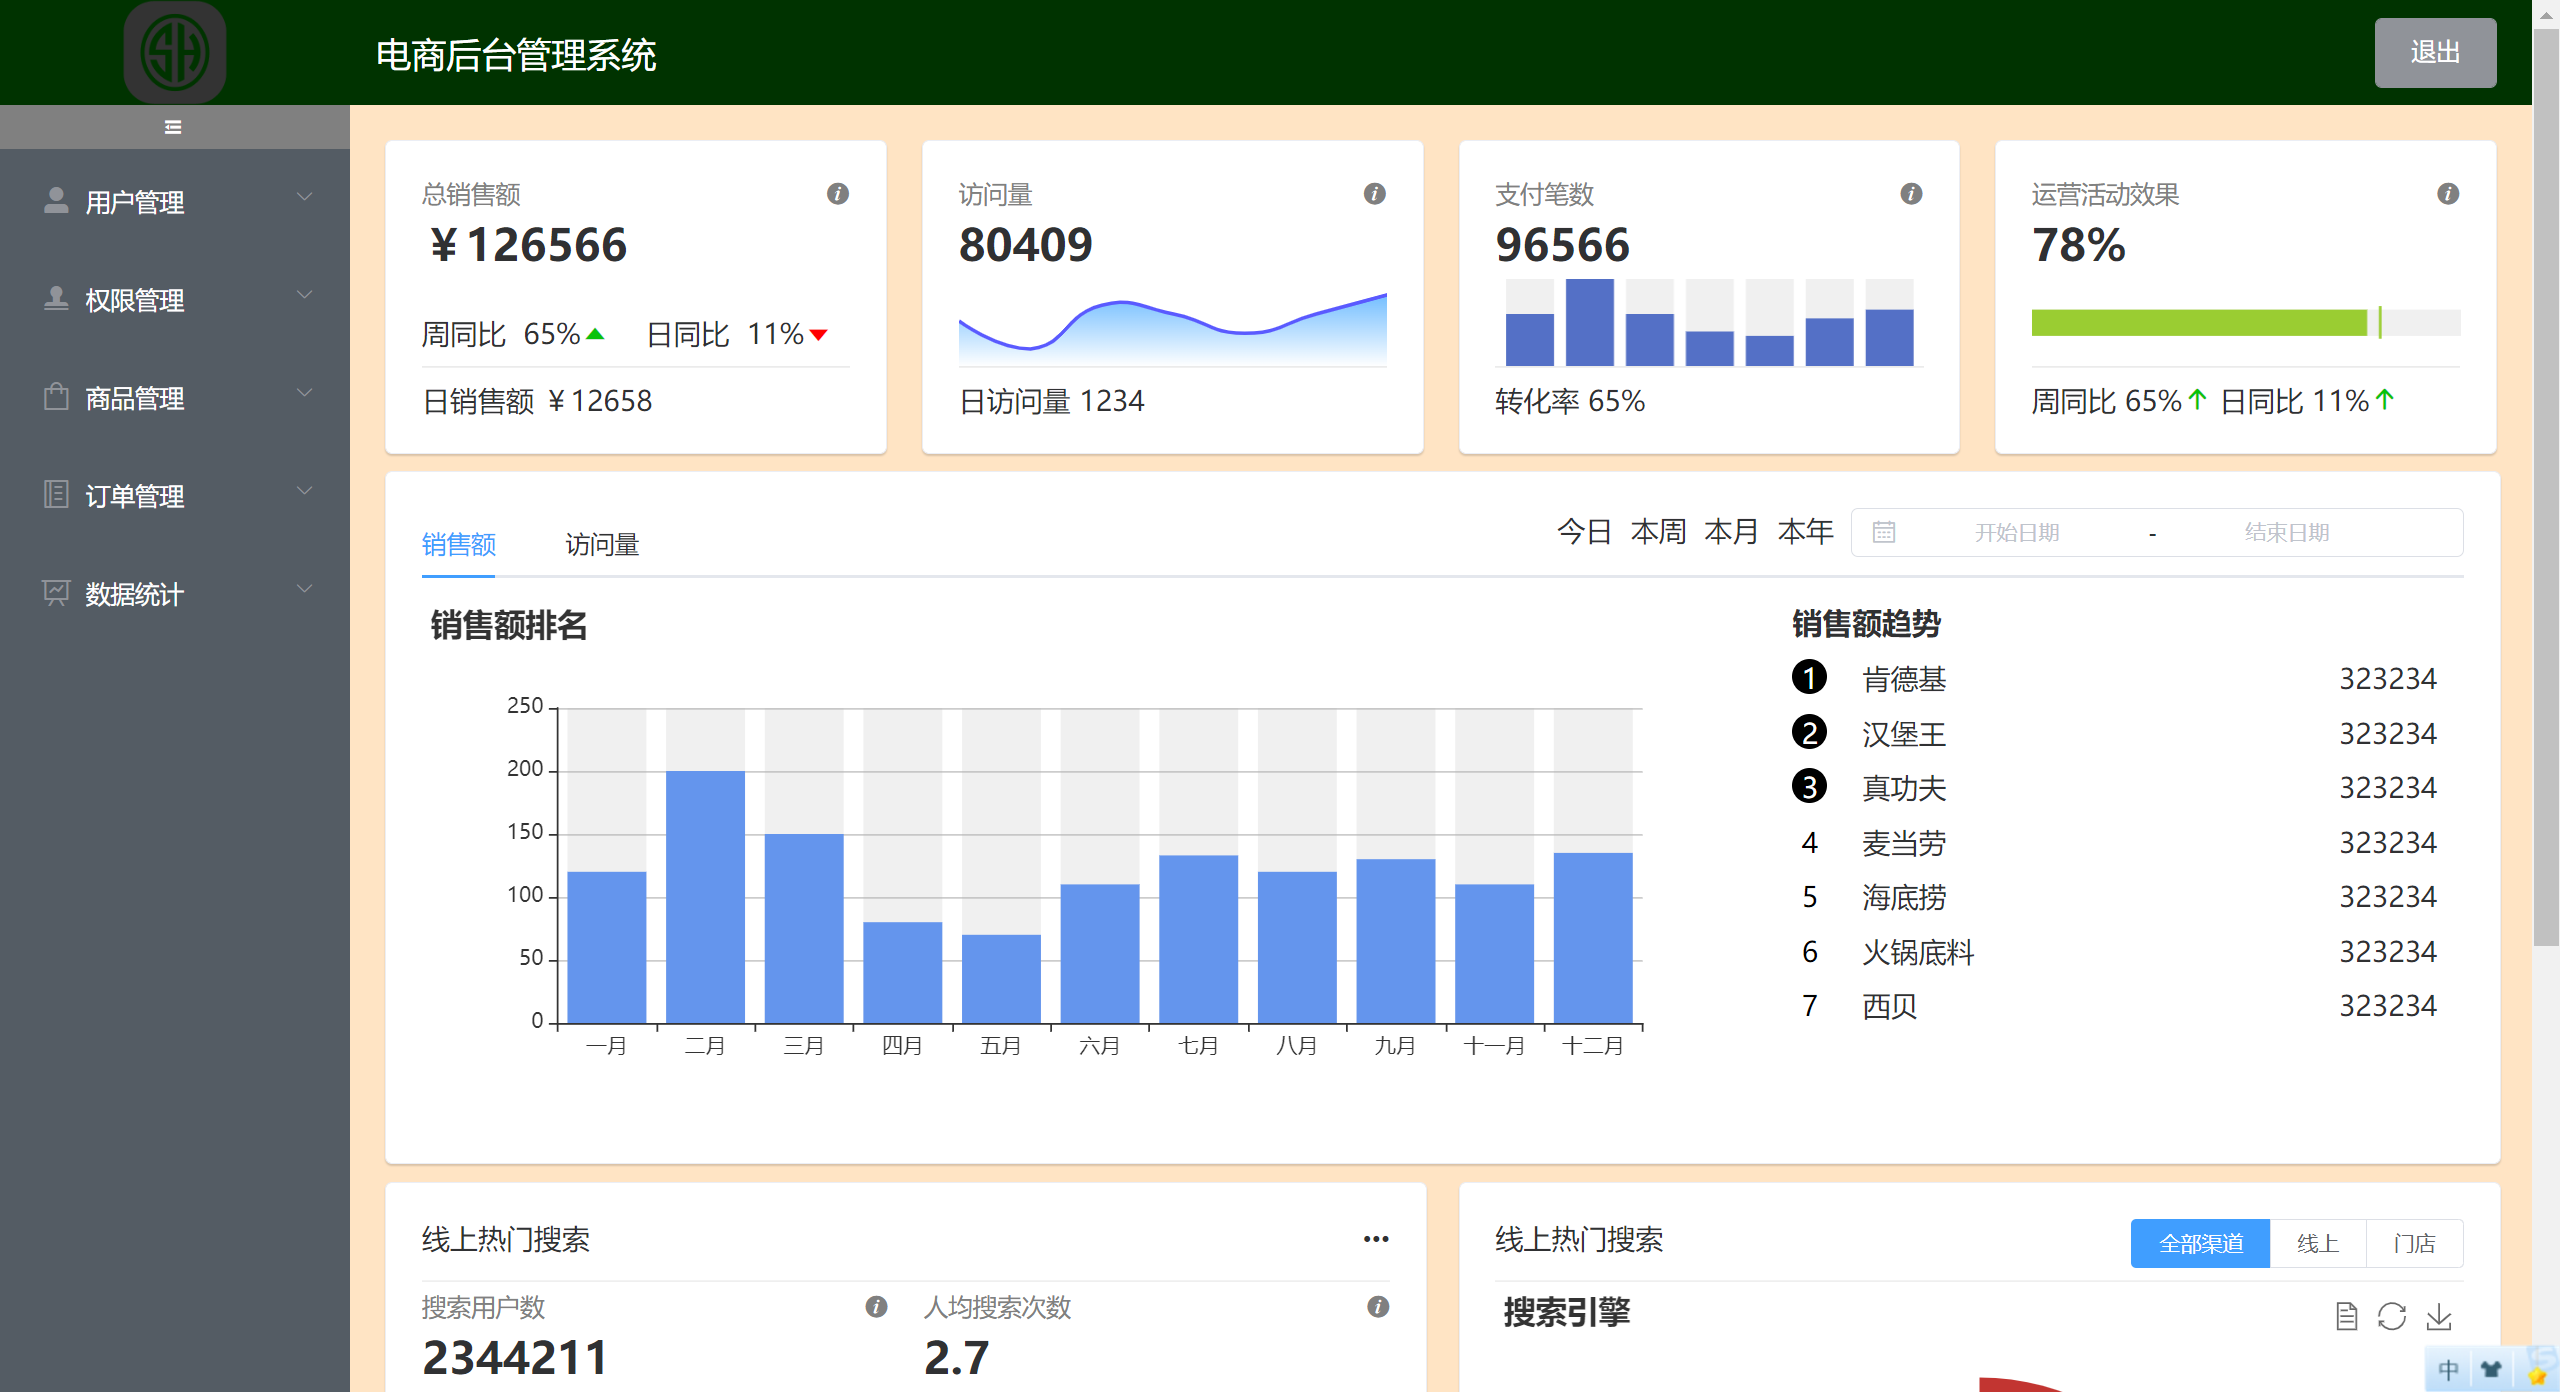 SH
电商后台管理系统
退出
用户管理
权限管理
商品管理
订单管理
数据统计
总销售额
￥126566
周同比 65% 日同比 11%
日销售额 ￥12658
访问量
80409
日访问量 1234
支付笔数
96566
转化率 65%
运营活动效果
78%
周同比 65% 日同比 11%
销售额 访问量
今日 本周 本月 本年 开始日期 - 结束日期
销售额排名
250
200
150
100
50
0
一月 二月 三月 四月 五月 六月 七月 八月 九月 十一月 十二月
销售额趋势
1 肯德基 323234
2 汉堡王 323234
3 真功夫 323234
4 麦当劳 323234
5 海底捞 323234
6 火锅底料 323234
7 西贝 323234
线上热门搜索
搜索用户数
2344211
人均搜索次数
2.7
线上热门搜索
全部渠道 线上 门店
搜索引擎
中